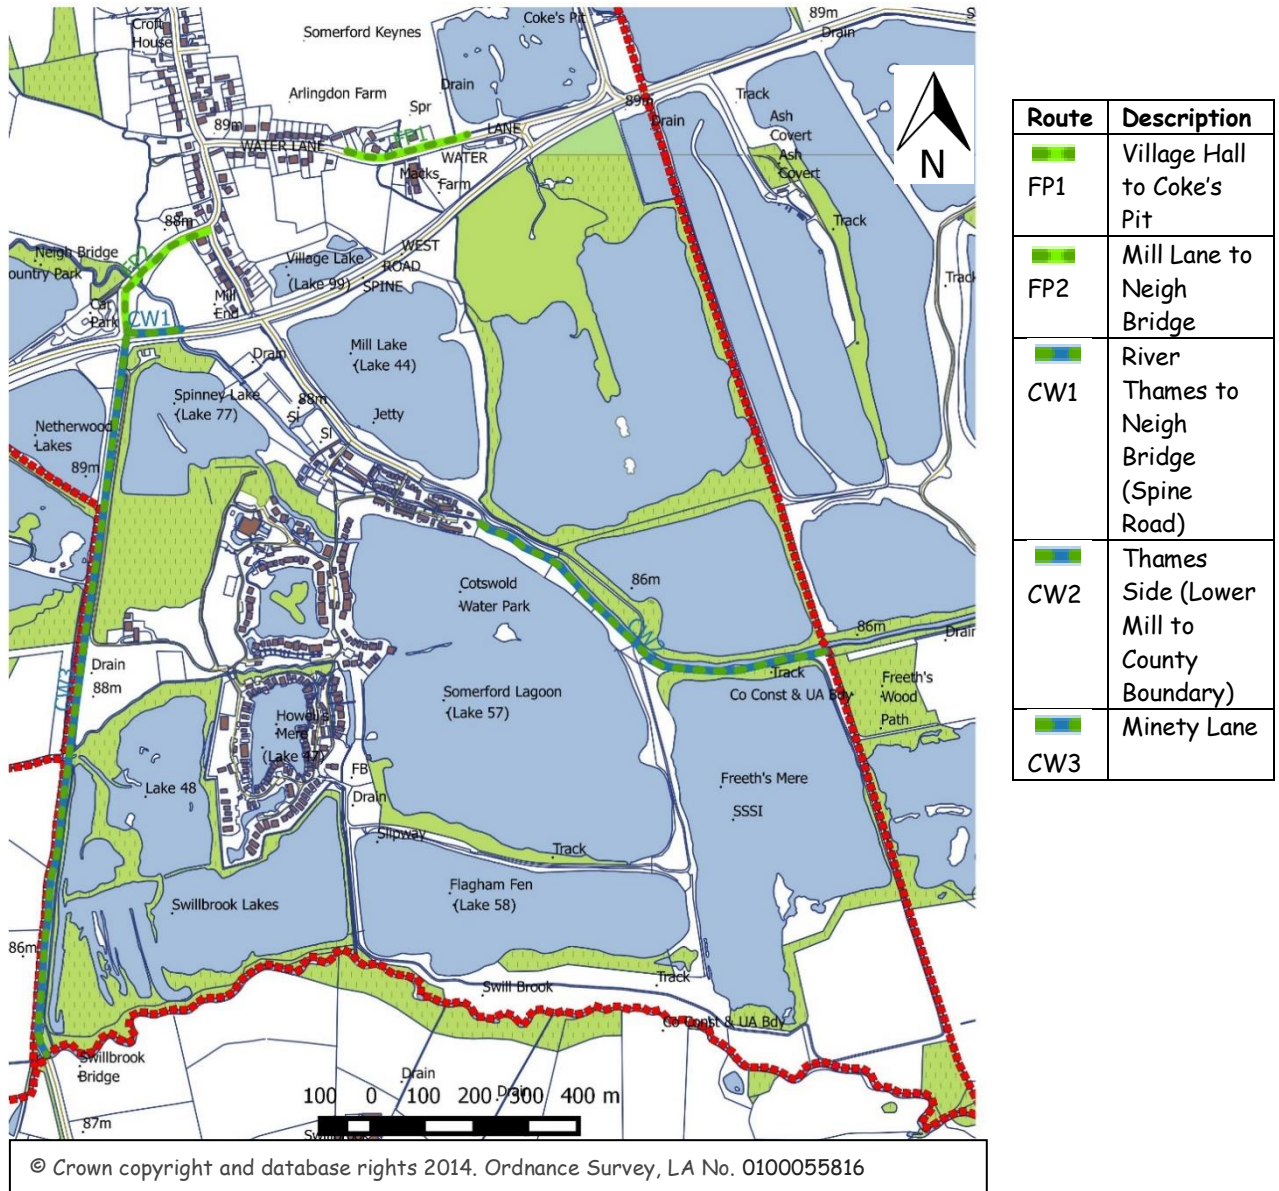 Croft
House
Somerford Keynes
Coke's Pit
89m
Drain
S
Arlingdon Farm
Drain
Spr
89m
Drain
Track
Ash
Covert
Ash
Covert
N
89m
WATER LANE
FP1
LANE
WATER
Macks
Farm
88m
Track
Neigh Bridge
ountry Park
Village Lake
(Lake 99)
WEST
ROAD
SPINE
Track
Car
Park
CW1
Mill
End
Drain
Mill Lake
(Lake 44)
Spinney Lake
(Lake 77)
88m
Sl
Sl
Jetty
Netherwood
Lakes
89m
Cotswold
Water Park
86m
86m
Drain
Drain
88m
CW3
Track
Co Const & UA Bdy
Freeth's
Wood
Path
Somerford Lagoon
(Lake 57)
Howell's
Mere
(Lake 47)
FB
Drain
Lake 48
Freeth's Mere
SSSI
Slipway
Track
Flagham Fen
(Lake 58)
Swillbrook Lakes
86m
Swill Brook
Track
Co Const & UA Bdy
Swillbrook
Bridge
Drain
Drain
87m
100 0 100 200 300 400 m
© Crown copyright and database rights 2014. Ordnance Survey, LA No. 0100055816
Route Description
FP1
Village Hall
to Coke's
Pit
FP2
Mill Lane to
Neigh
Bridge
CW1
River
Thames to
Neigh
Bridge
(Spine
Road)
CW2
Thames
Side (Lower
Mill to
County
Boundary)
CW3
Minety Lane